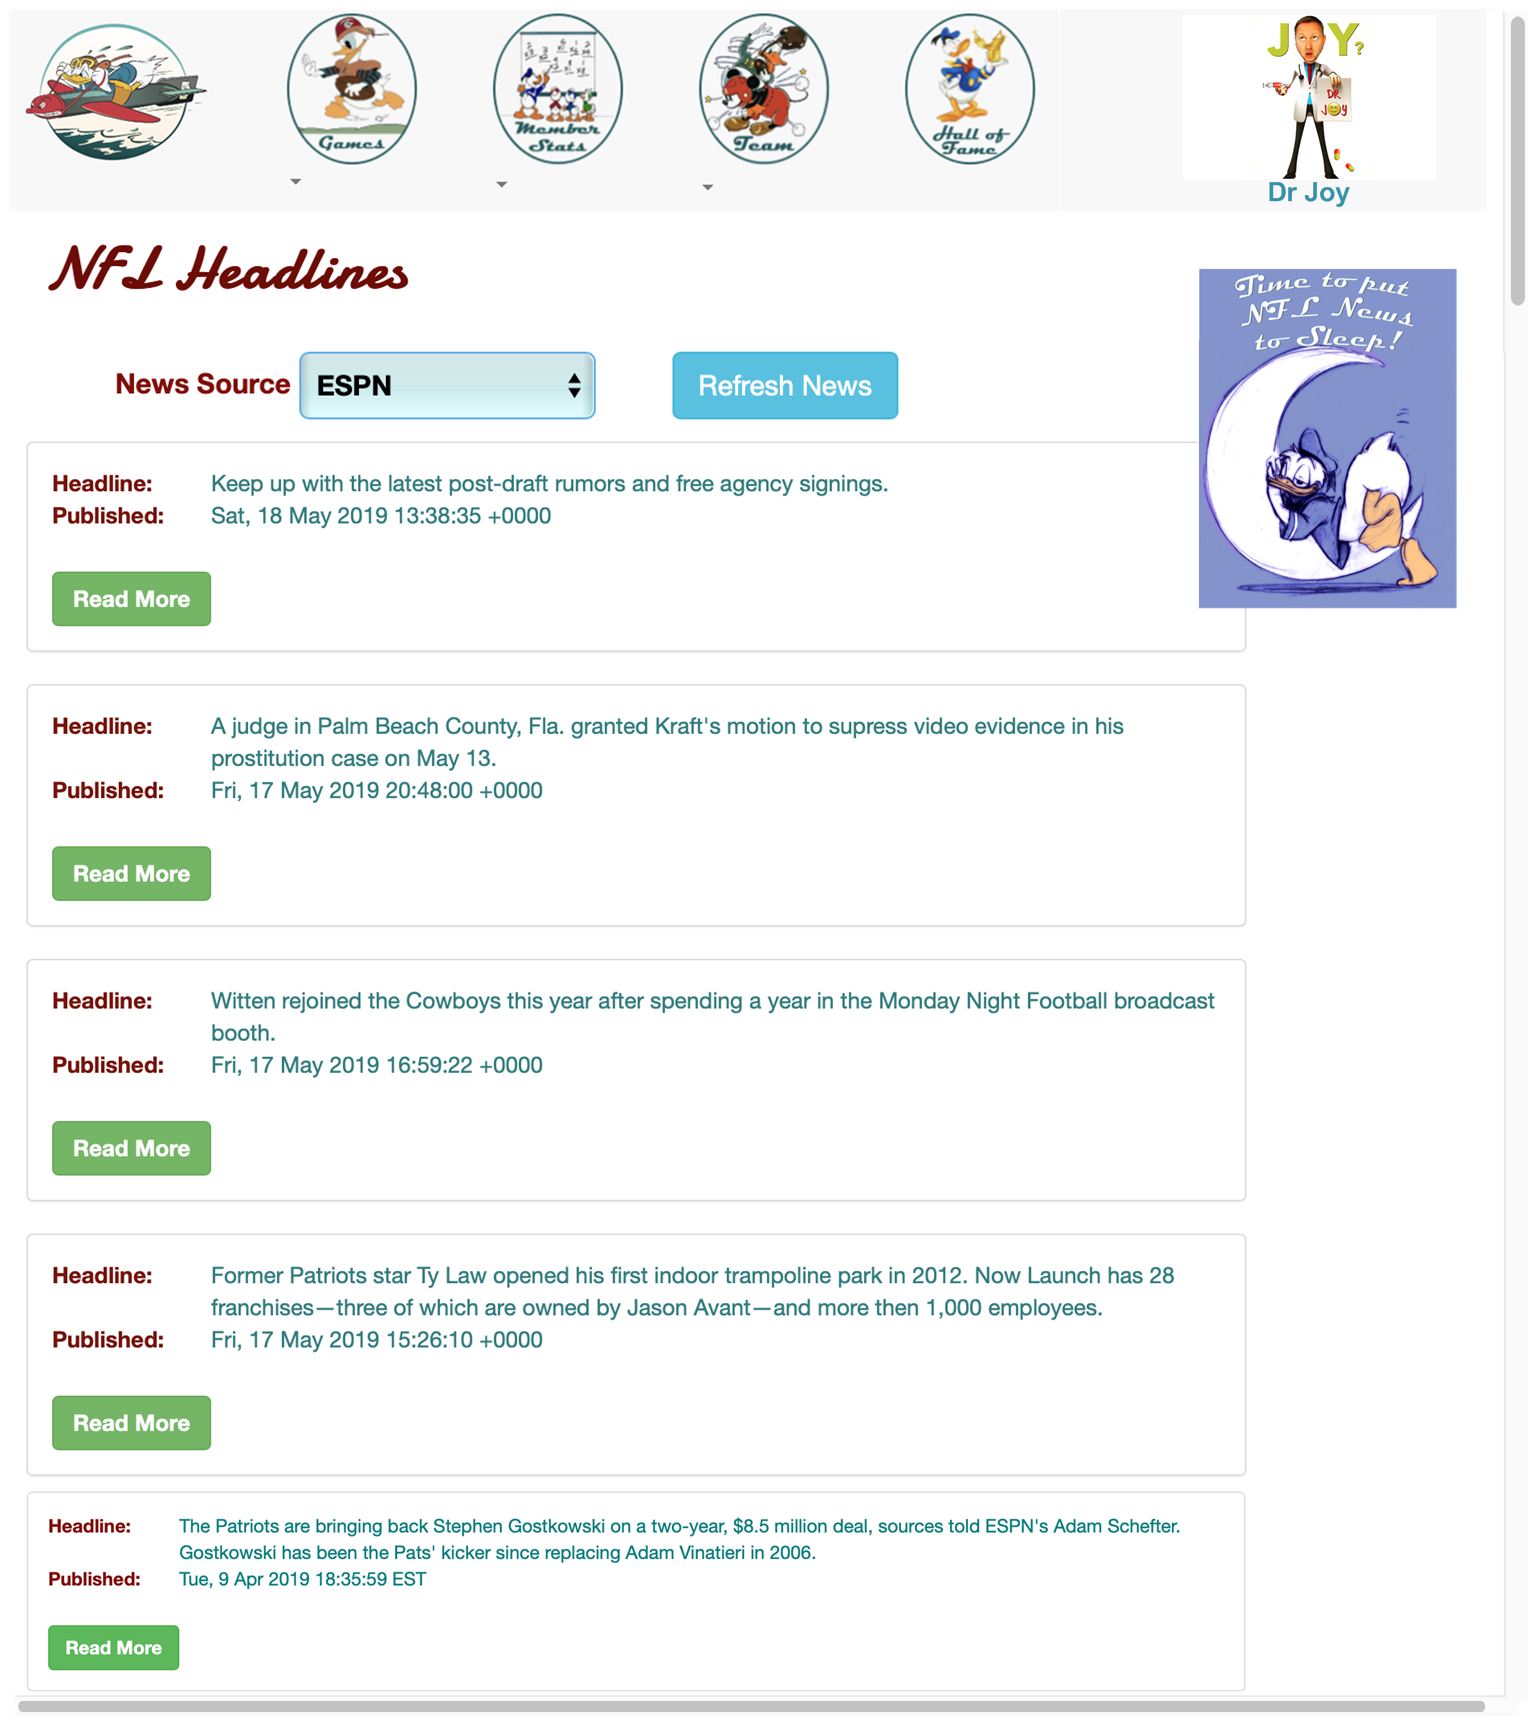 Games
Member
Stats
Team
Hall of
Fame
JOY?
DR
JOY
Dr Joy
NFL Headlines
Time to put
NFL News
to Sleep!
News Source ESPN Refresh News
Headline: Keep up with the latest post-draft rumors and free agency signings.
Published: Sat, 18 May 2019 13:38:35 +0000
Read More
Headline: A judge in Palm Beach County, Fla. granted Kraft's motion to supress video evidence in his
prostitution case on May 13.
Published: Fri, 17 May 2019 20:48:00 +0000
Read More
Headline: Witten rejoined the Cowboys this year after spending a year in the Monday Night Football broadcast
booth.
Published: Fri, 17 May 2019 16:59:22 +0000
Read More
Headline: Former Patriots star Ty Law opened his first indoor trampoline park in 2012. Now Launch has 28
franchises—three of which are owned by Jason Avant—and more then 1,000 employees.
Published: Fri, 17 May 2019 15:26:10 +0000
Read More
Headline: The Patriots are bringing back Stephen Gostkowski on a two-year, $8.5 million deal, sources told ESPN's Adam Schefter.
Gostkowski has been the Pats' kicker since replacing Adam Vinatieri in 2006.
Published: Tue, 9 Apr 2019 18:35:59 EST
Read More